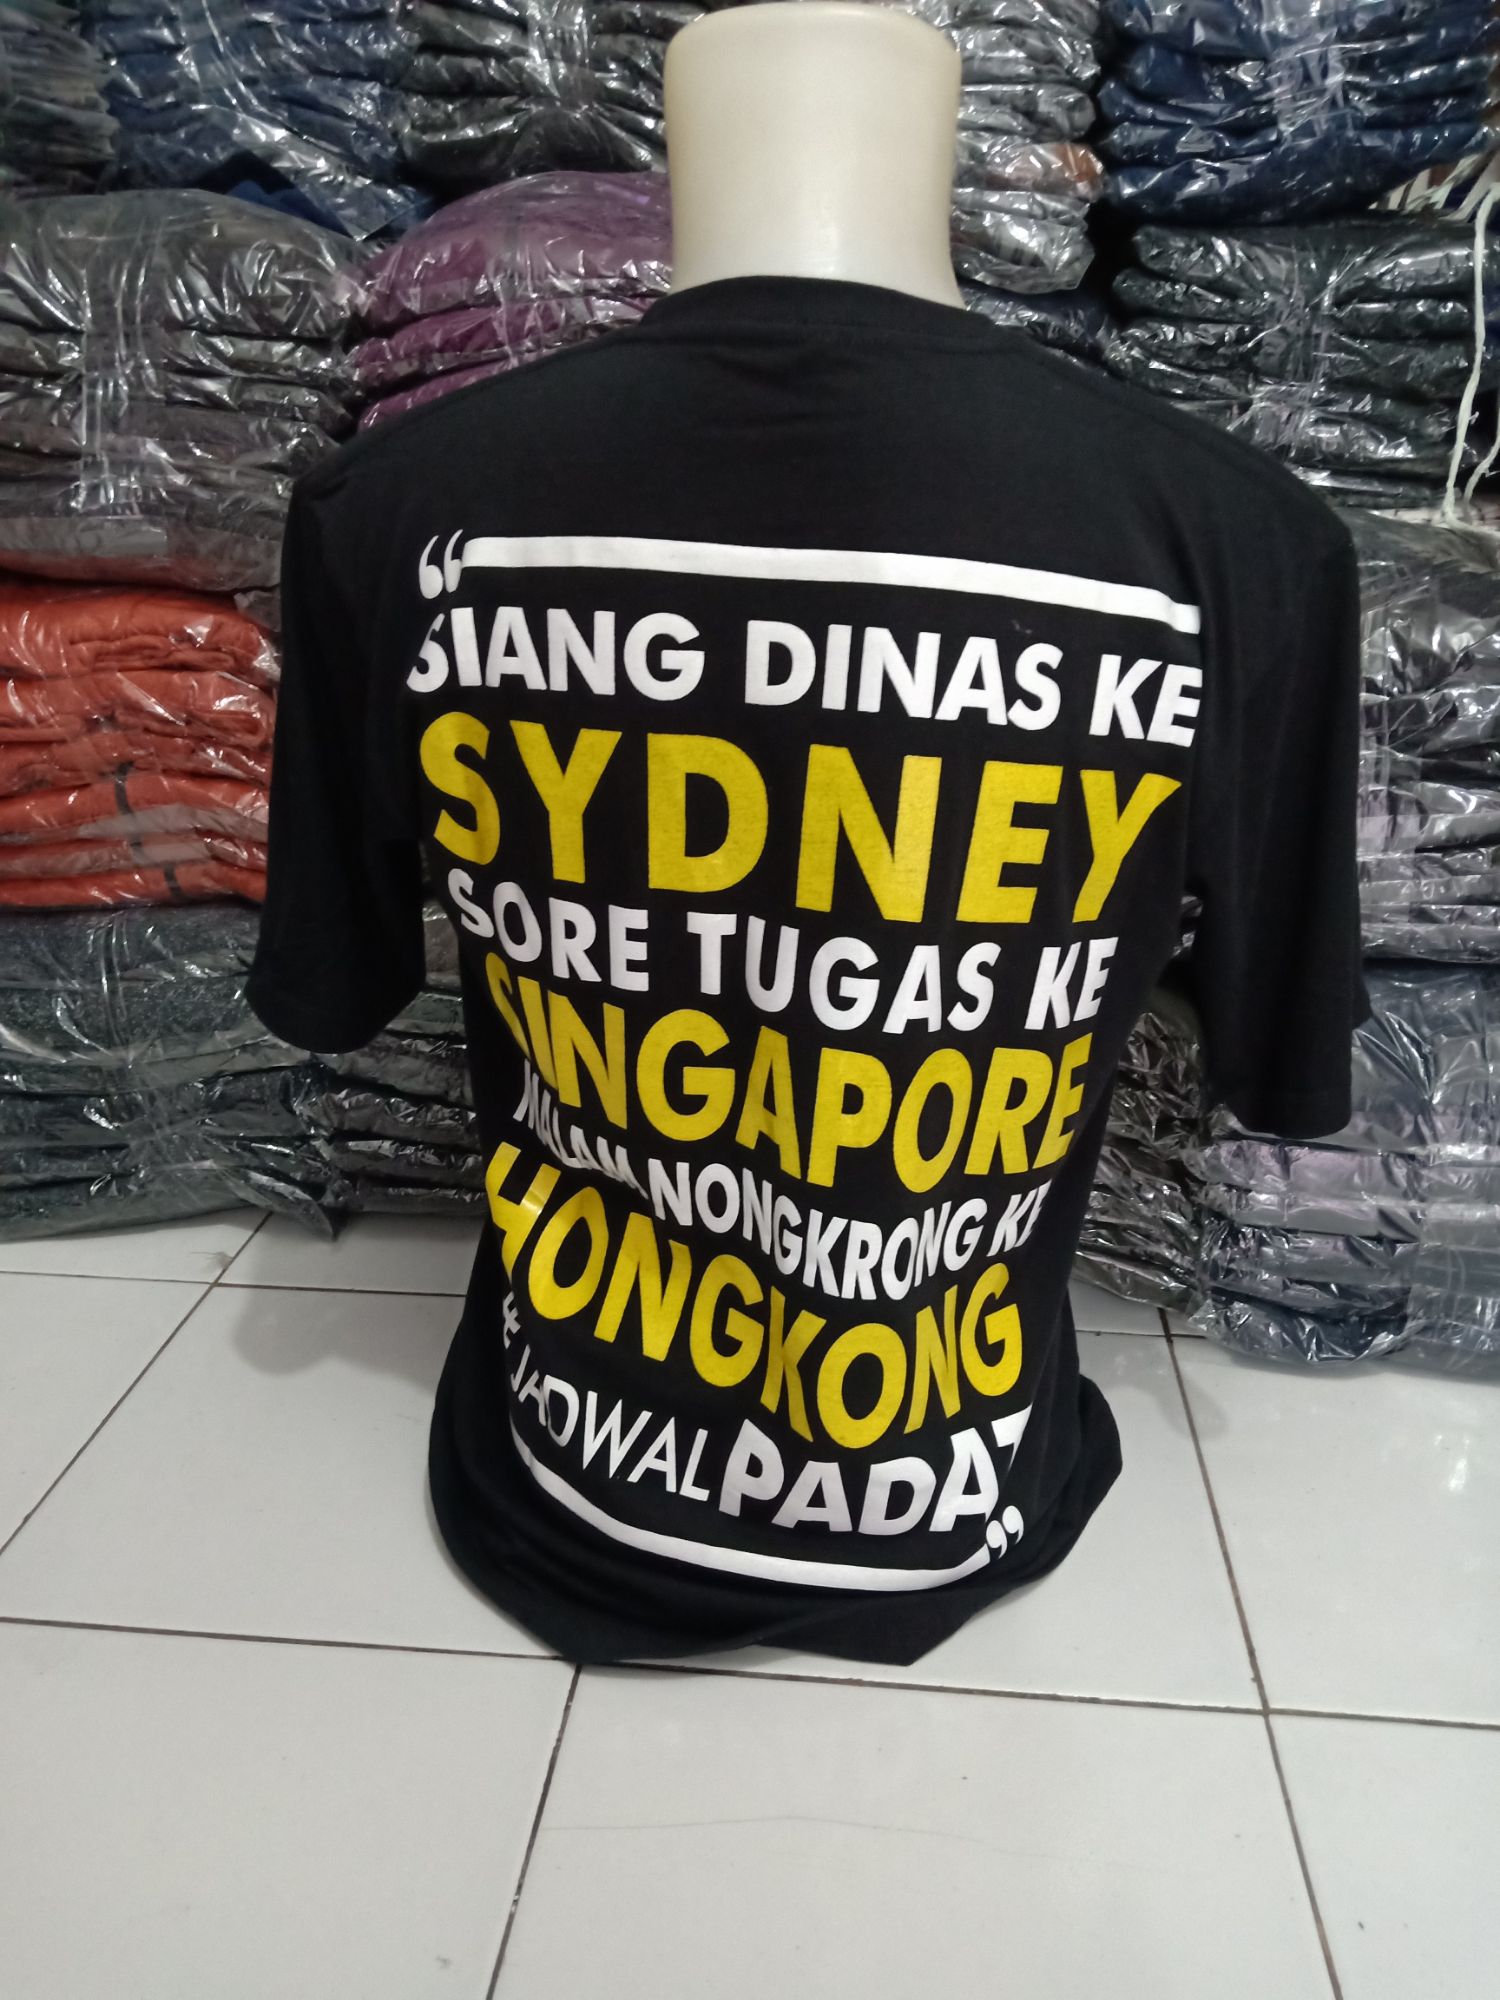 “
SIANG DINAS KE
SYDNEY
SORE TUGAS KE
SINGAPORE
MALAM NONGKRONG KE
HONGKONG
# JADWAL PADAT
”